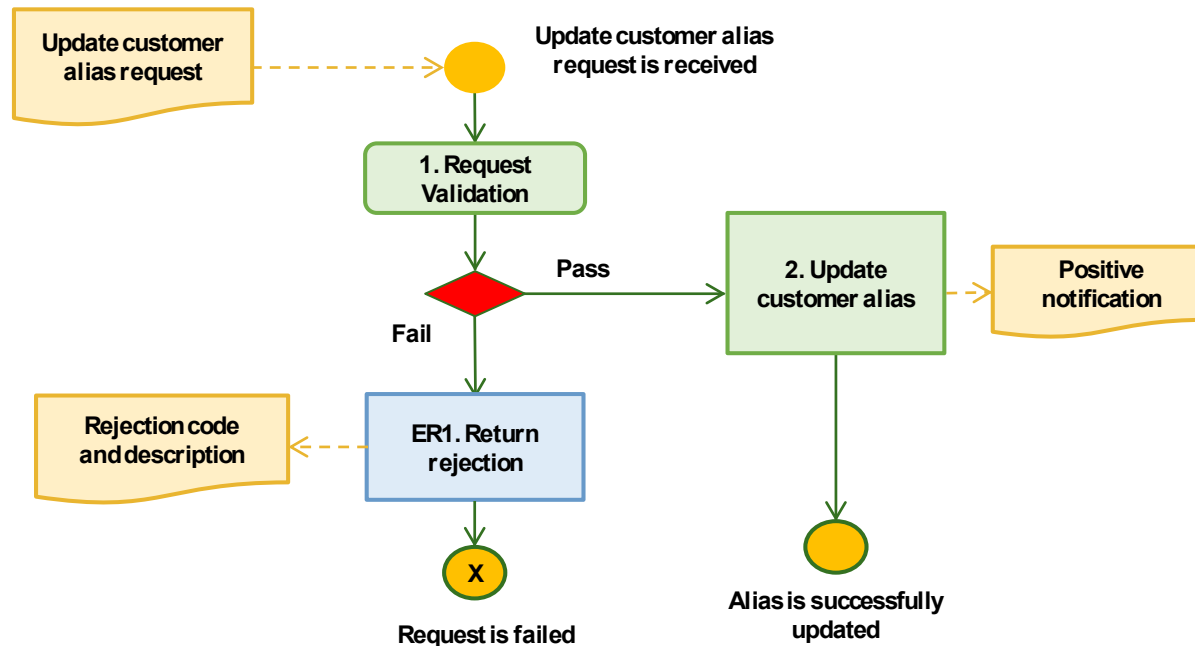 Update customer
alias request
Update customer alias
request is received
1. Request
Validation
Pass
2. Update
customer alias
Positive
notification
Fail
Rejection code
and description
ER1. Return
rejection
X
Request is failed
Alias is successfully
updated